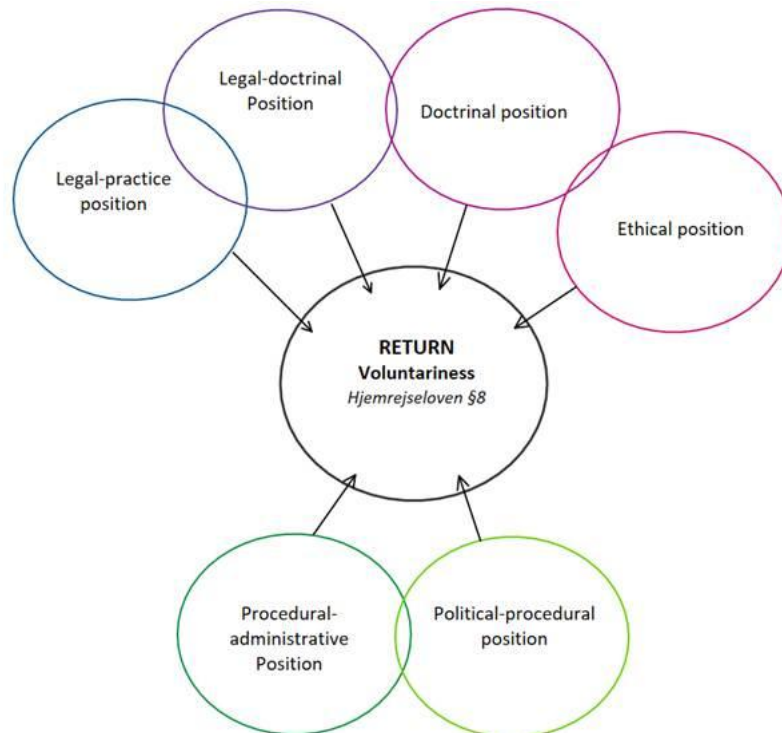 Legal-doctrinal
Position
Doctrinal position
Legal-practice
position
Ethical position
RETURN
Voluntariness
Hjemrejseloven §8
Procedural-
administrative
Position
Political-procedural
position